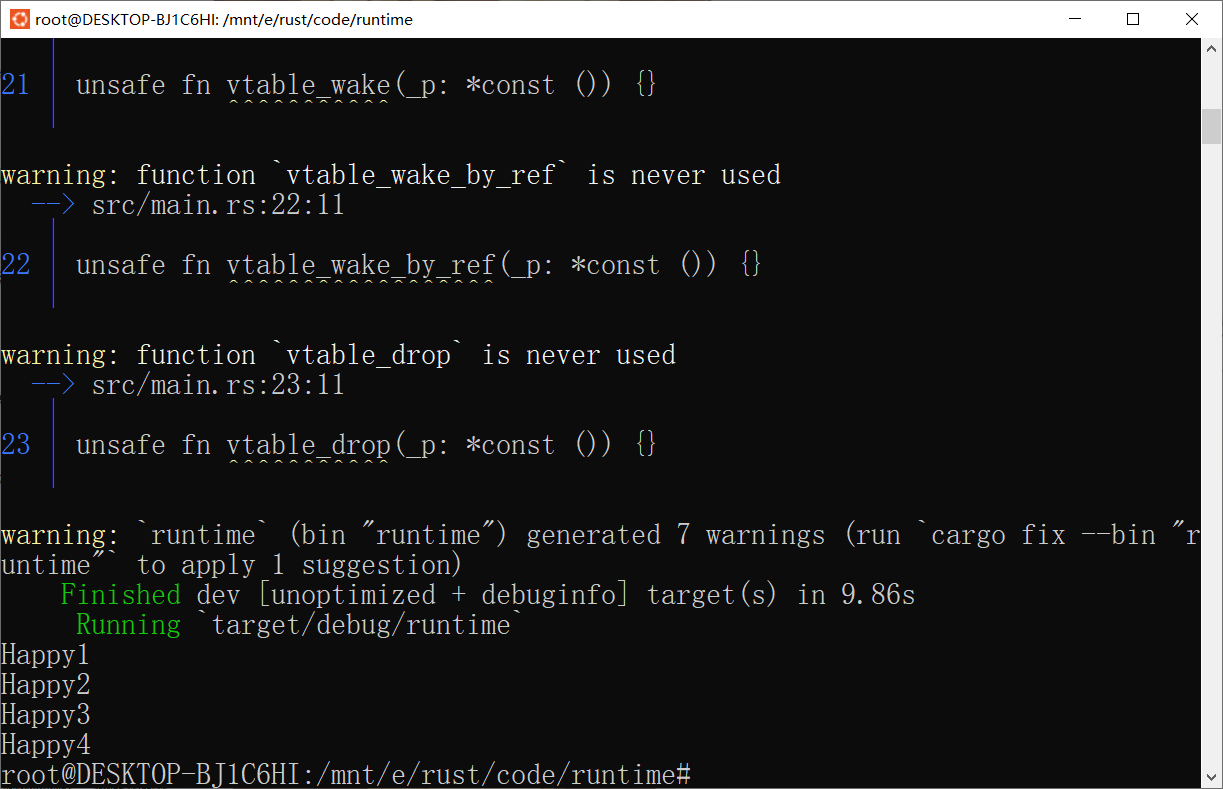 root@DESKTOP-BJ1C6HI: /mnt/e/rust/code/runtime
21 unsafe fn vtable_wake(_p: *const ()) {}
^^^^^^^^^^^
warning: function `vtable_wake_by_ref` is never used
--> src/main.rs:22:11
22 unsafe fn vtable_wake_by_ref(_p: *const ()) {}
^^^^^^^^^^^^^^^^^^
warning: function `vtable_drop` is never used
--> src/main.rs:23:11
23 unsafe fn vtable_drop(_p: *const ()) {}
^^^^^^^^^^^
warning: `runtime` (bin "runtime") generated 7 warnings (run `cargo fix --bin "r
untime"` to apply 1 suggestion)
Finished dev [unoptimized + debuginfo] target(s) in 9.86s
Running `target/debug/runtime`
Happy1
Happy2
Happy3
Happy4
root@DESKTOP-BJ1C6HI:/mnt/e/rust/code/runtime#